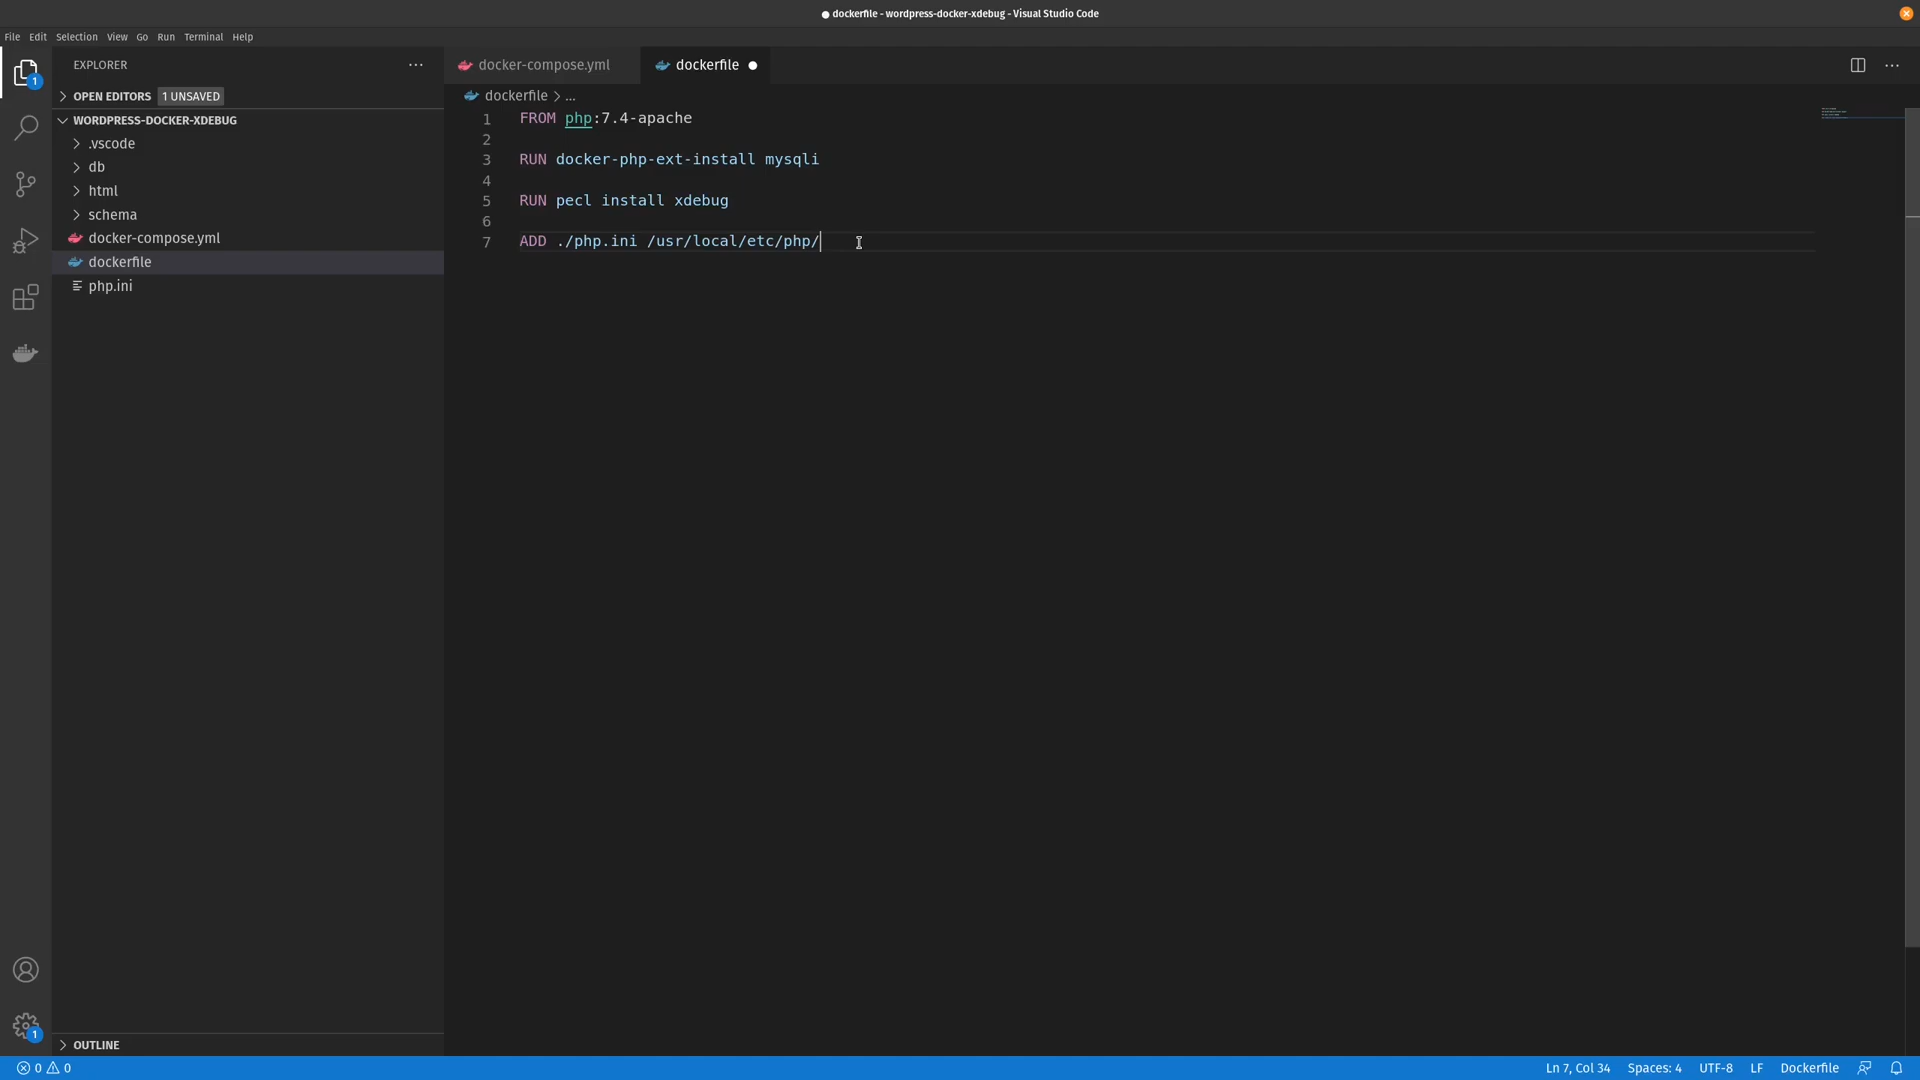 dockerfile - wordpress-docker-xdebug - Visual Studio Code
File Edit Selection View Go Run Terminal Help
EXPLORER
docker-compose.yml
dockerfile
OPEN EDITORS 1 UNSAVED
dockerfile > ...
WORDPRESS-DOCKER-XDEBUG
.vscode
db
html
schema
docker-compose.yml
dockerfile
php.ini
1 FROM php:7.4-apache
2
3 RUN docker-php-ext-install mysqli
4
5 RUN pecl install xdebug
6
7 ADD ./php.ini /usr/local/etc/php/
1
1
OUTLINE
0 0
Ln 7, Col 34 Spaces: 4 UTF-8 LF Dockerfile